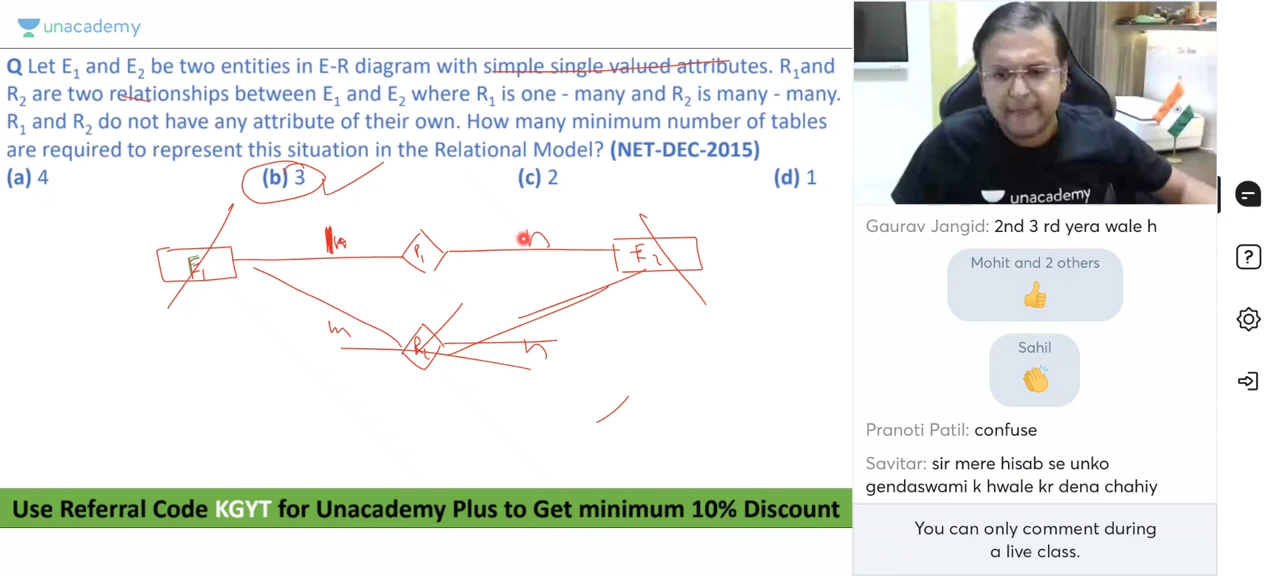 unacademy
Q Let E1 and E2 be two entities in E-R diagram with simple single valued attributes. R1and
R2 are two relationships between E1 and E2 where R1 is one - many and R2 is many - many.
R1 and R2 do not have any attribute of their own. How many minimum number of tables
are required to represent this situation in the Relational Model? (NET-DEC-2015)
(a) 4 (b) 3 (c) 2 (d) 1
n
E1 R1 E2
m R2 n
Use Referral Code KGYT for Unacademy Plus to Get minimum 10% Discount
unacademy
Gaurav Jangid: 2nd 3 rd yera wale h
Mohit and 2 others
Sahil
Pranoti Patil: confuse
Savitar: sir mere hisab se unko
gendaswami k hwale kr dena chahiy
You can only comment during
a live class.
?